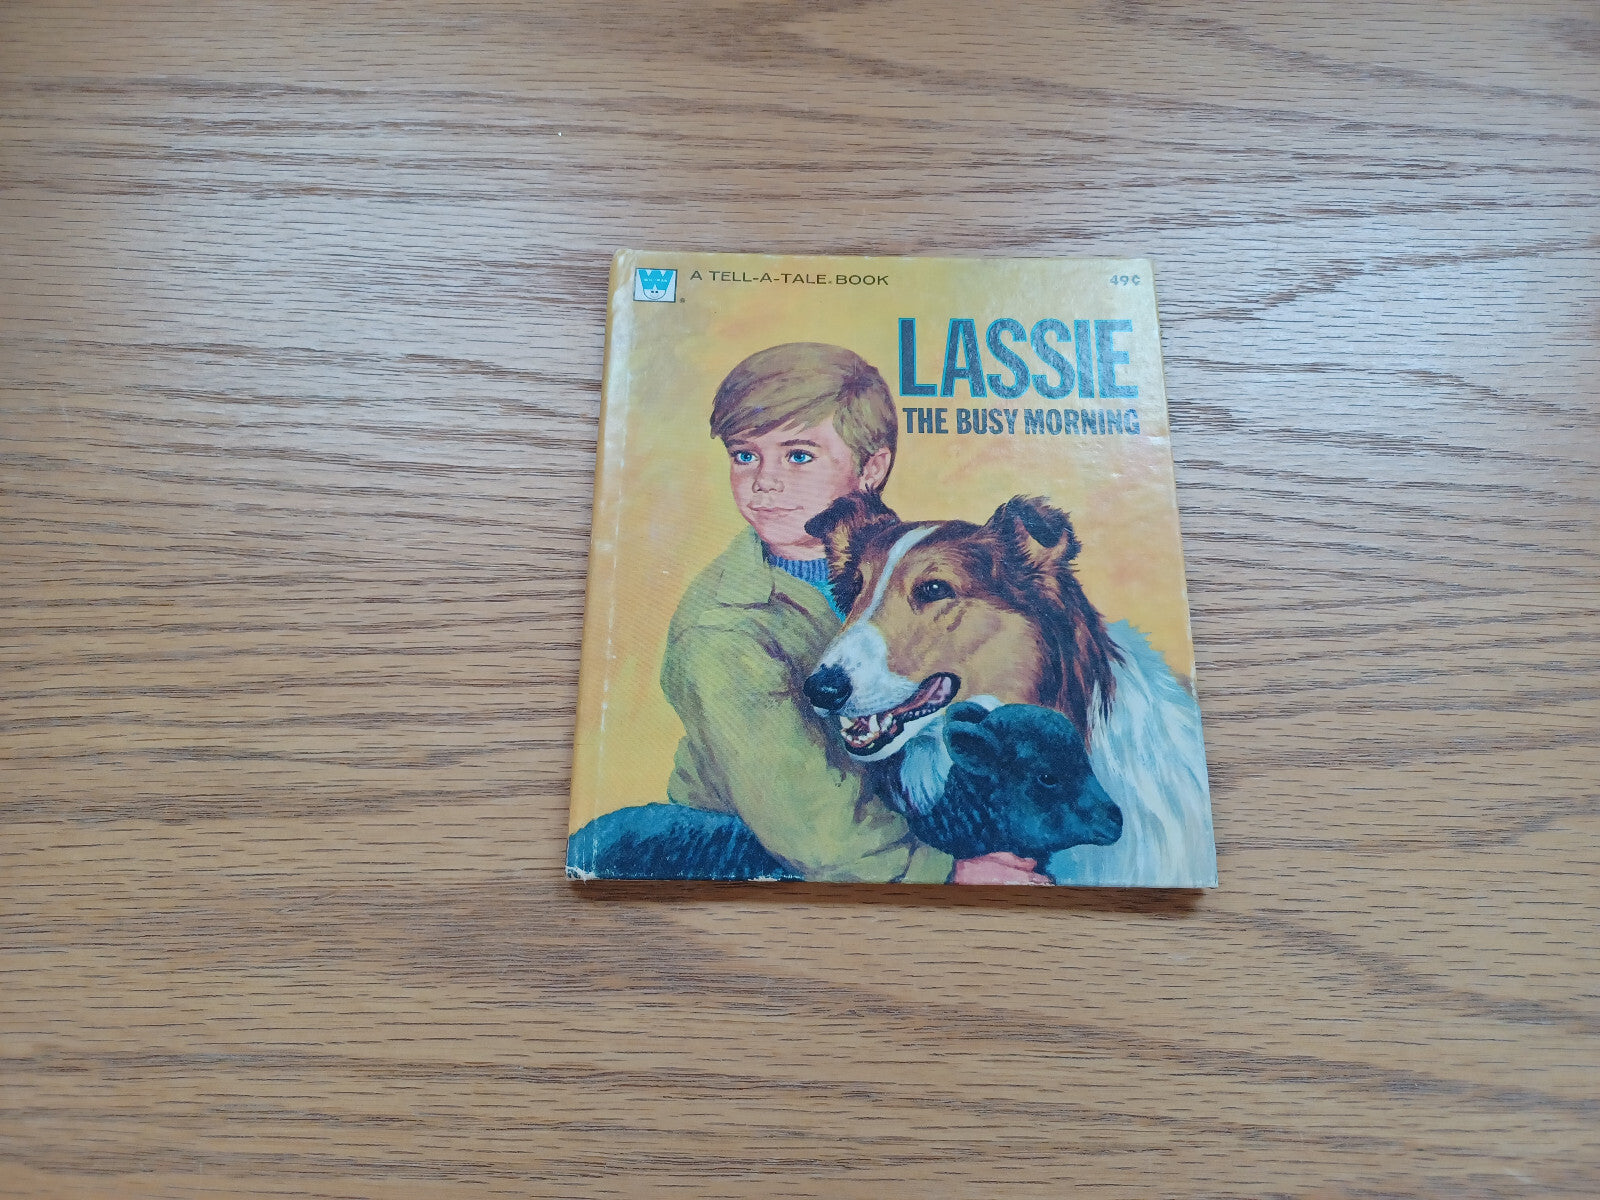 A TELL-A-TALE® BOOK
49¢
LASSIE
THE BUSY MORNING